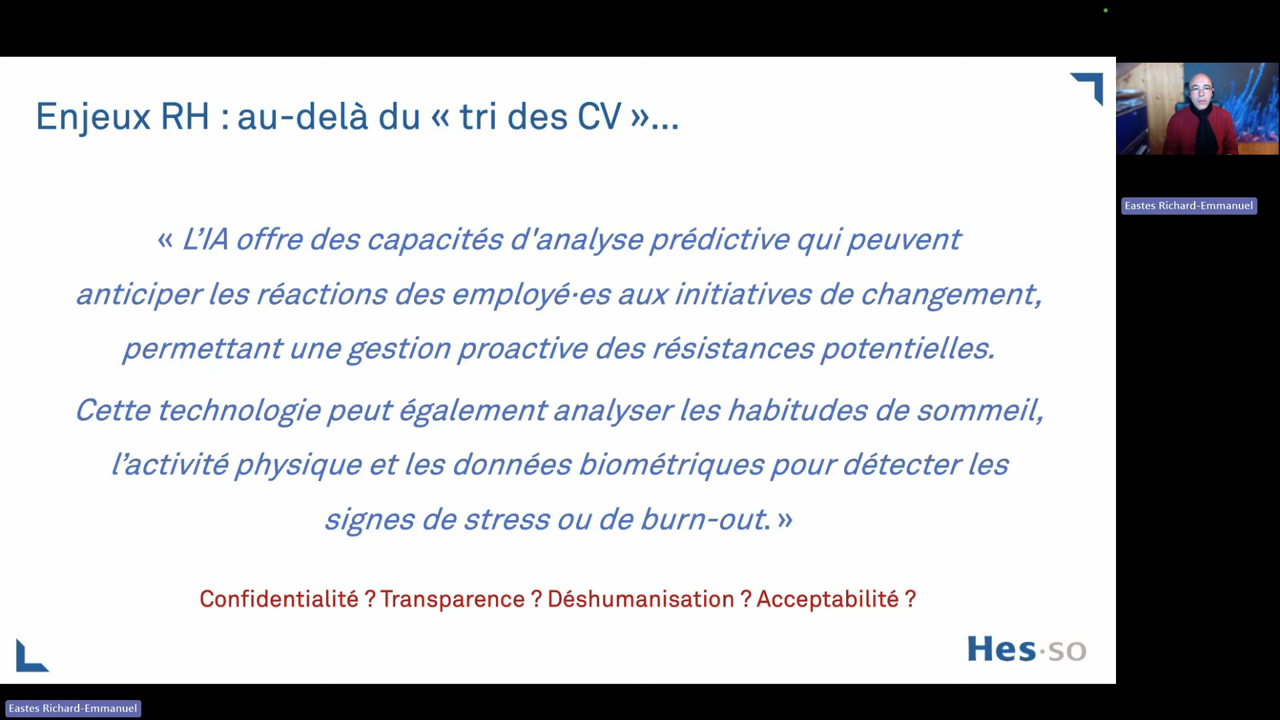 Enjeux RH : au-delà du « tri des CV »...
Eastes Richard-Emmanuel
« L’IA offre des capacités d'analyse prédictive qui peuvent
anticiper les réactions des employé·es aux initiatives de changement,
permettant une gestion proactive des résistances potentielles.
Cette technologie peut également analyser les habitudes de sommeil,
l’activité physique et les données biométriques pour détecter les
signes de stress ou de burn-out. »
Confidentialité ? Transparence ? Déshumanisation ? Acceptabilité ?
Hes·so
Eastes Richard-Emmanuel